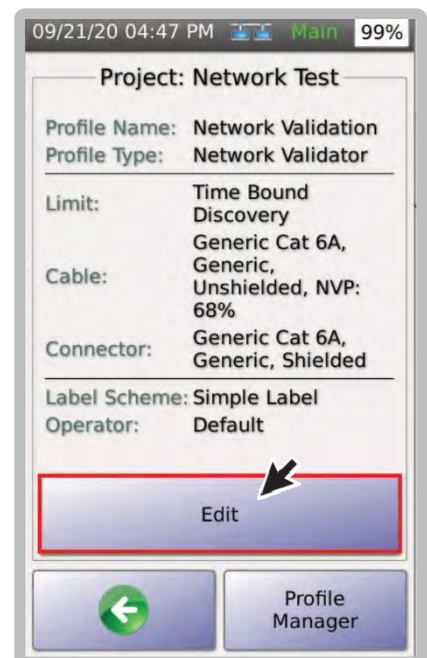 09/21/20 04:47 PM Main 99%
Project: Network Test
Profile Name: Network Validation
Profile Type: Network Validator
Limit: Time Bound
Discovery
Cable: Generic Cat 6A,
Generic,
Unshielded, NVP:
68%
Connector: Generic Cat 6A,
Generic, Shielded
Label Scheme: Simple Label
Operator: Default
Edit
Profile
Manager